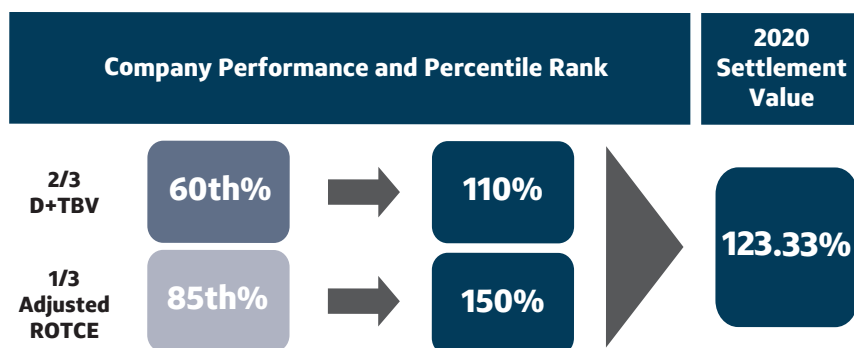 Company Performance and Percentile Rank
2020
Settlement
Value
2/3
D+TBV
60th%
110%
1/3
Adjusted
ROTCE
85th%
150%
123.33%